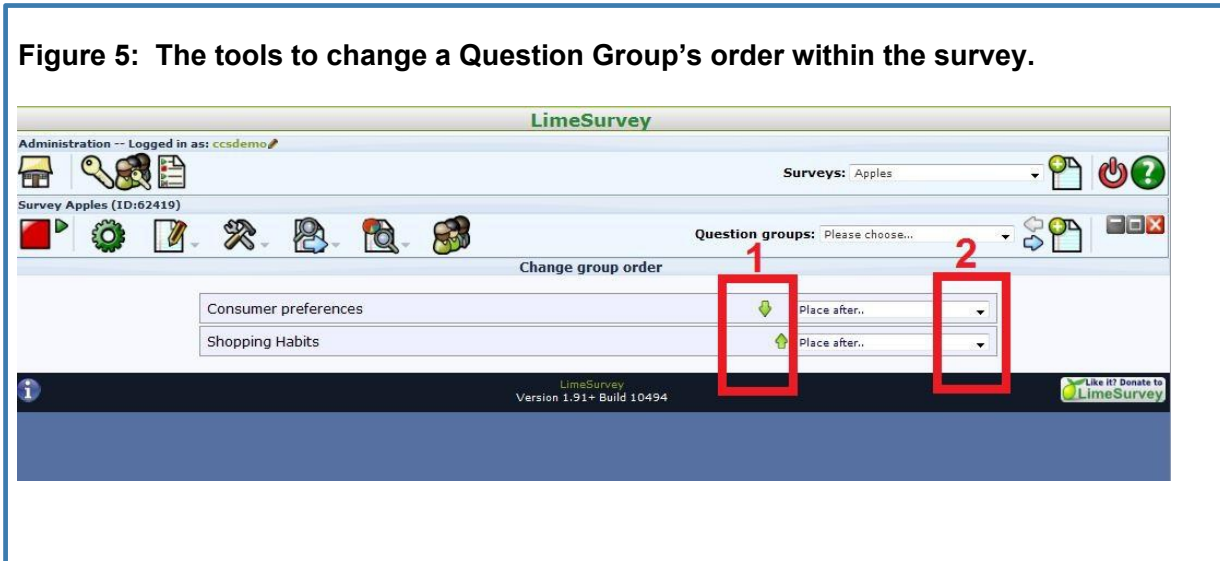 Figure 5:  The tools to change a Question Group’s order within the survey.
LimeSurvey
Administration -- Logged in as: ccsdemo
Surveys: Apples
Survey Apples (ID:62419)
Question groups: Please choose...
1
2
Change group order
Consumer preferences Place after..
Shopping Habits Place after..
LimeSurvey
Version 1.91+ Build 10494
Like it? Donate to
LimeSurvey